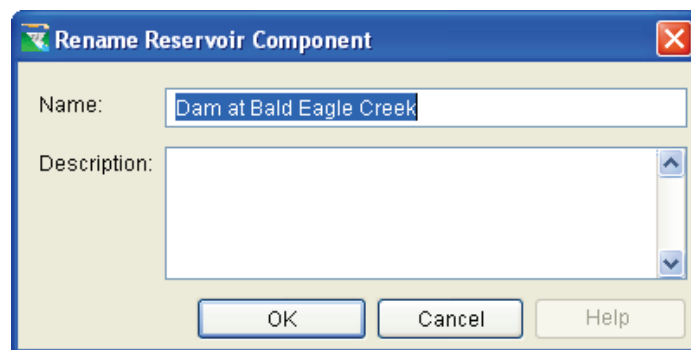 Rename Reservoir Component
Name: Dam at Bald Eagle Creek
Description:
OK Cancel Help